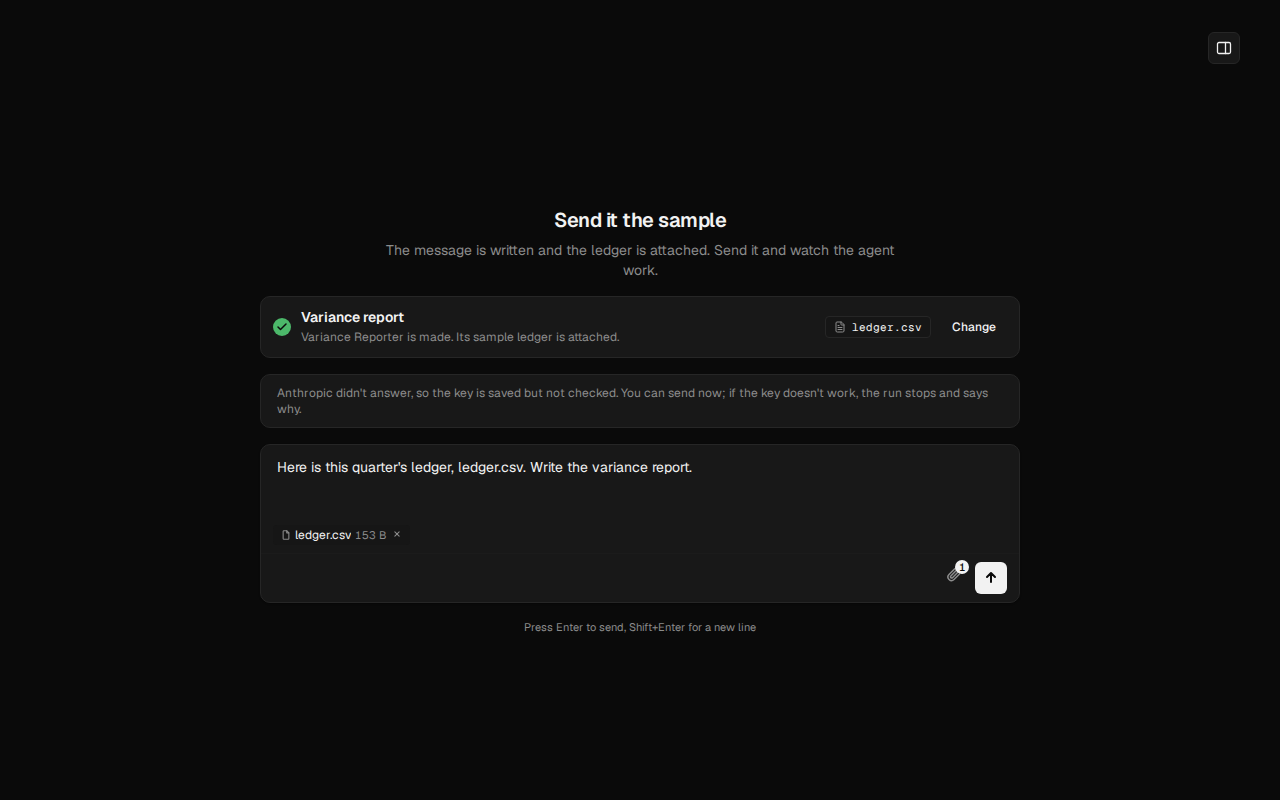 Send it the sample
The message is written and the ledger is attached. Send it and watch the agent
work.
Variance report
Variance Reporter is made. Its sample ledger is attached.
ledger.csv
Change
Anthropic didn't answer, so the key is saved but not checked. You can send now; if the key doesn't work, the run stops and says
why.
Here is this quarter's ledger, ledger.csv. Write the variance report.
ledger.csv 153 B ×
1
Press Enter to send, Shift+Enter for a new line